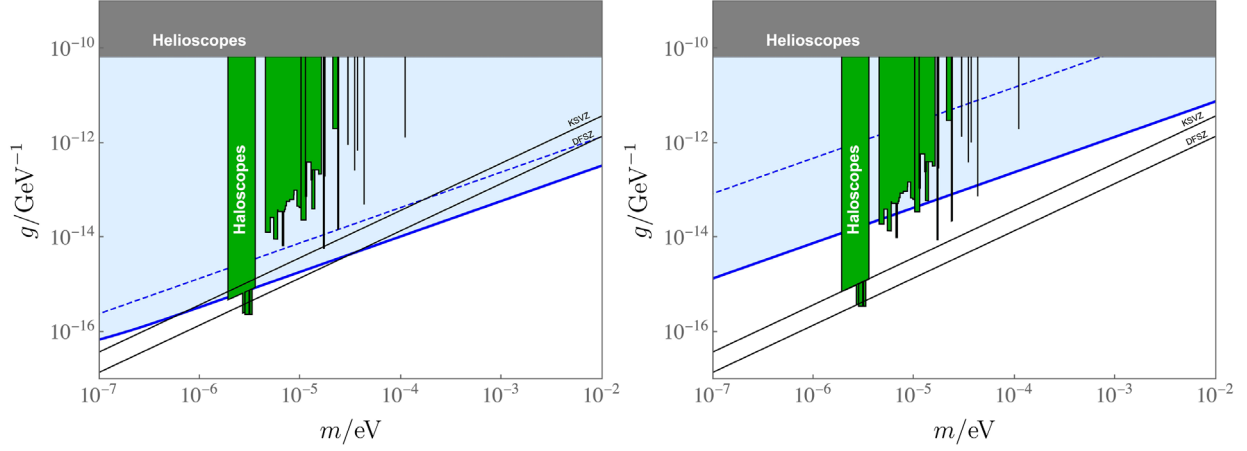 Helioscopes
Haloscopes
KSVZ
DFSZ
g/GeV⁻¹
10⁻¹⁰
10⁻¹²
10⁻¹⁴
10⁻¹⁶
10⁻⁷ 10⁻⁶ 10⁻⁵ 10⁻⁴ 10⁻³ 10⁻²
m/eV
Helioscopes
Haloscopes
KSVZ
DFSZ
g/GeV⁻¹
10⁻¹⁰
10⁻¹²
10⁻¹⁴
10⁻¹⁶
10⁻⁷ 10⁻⁶ 10⁻⁵ 10⁻⁴ 10⁻³ 10⁻²
m/eV